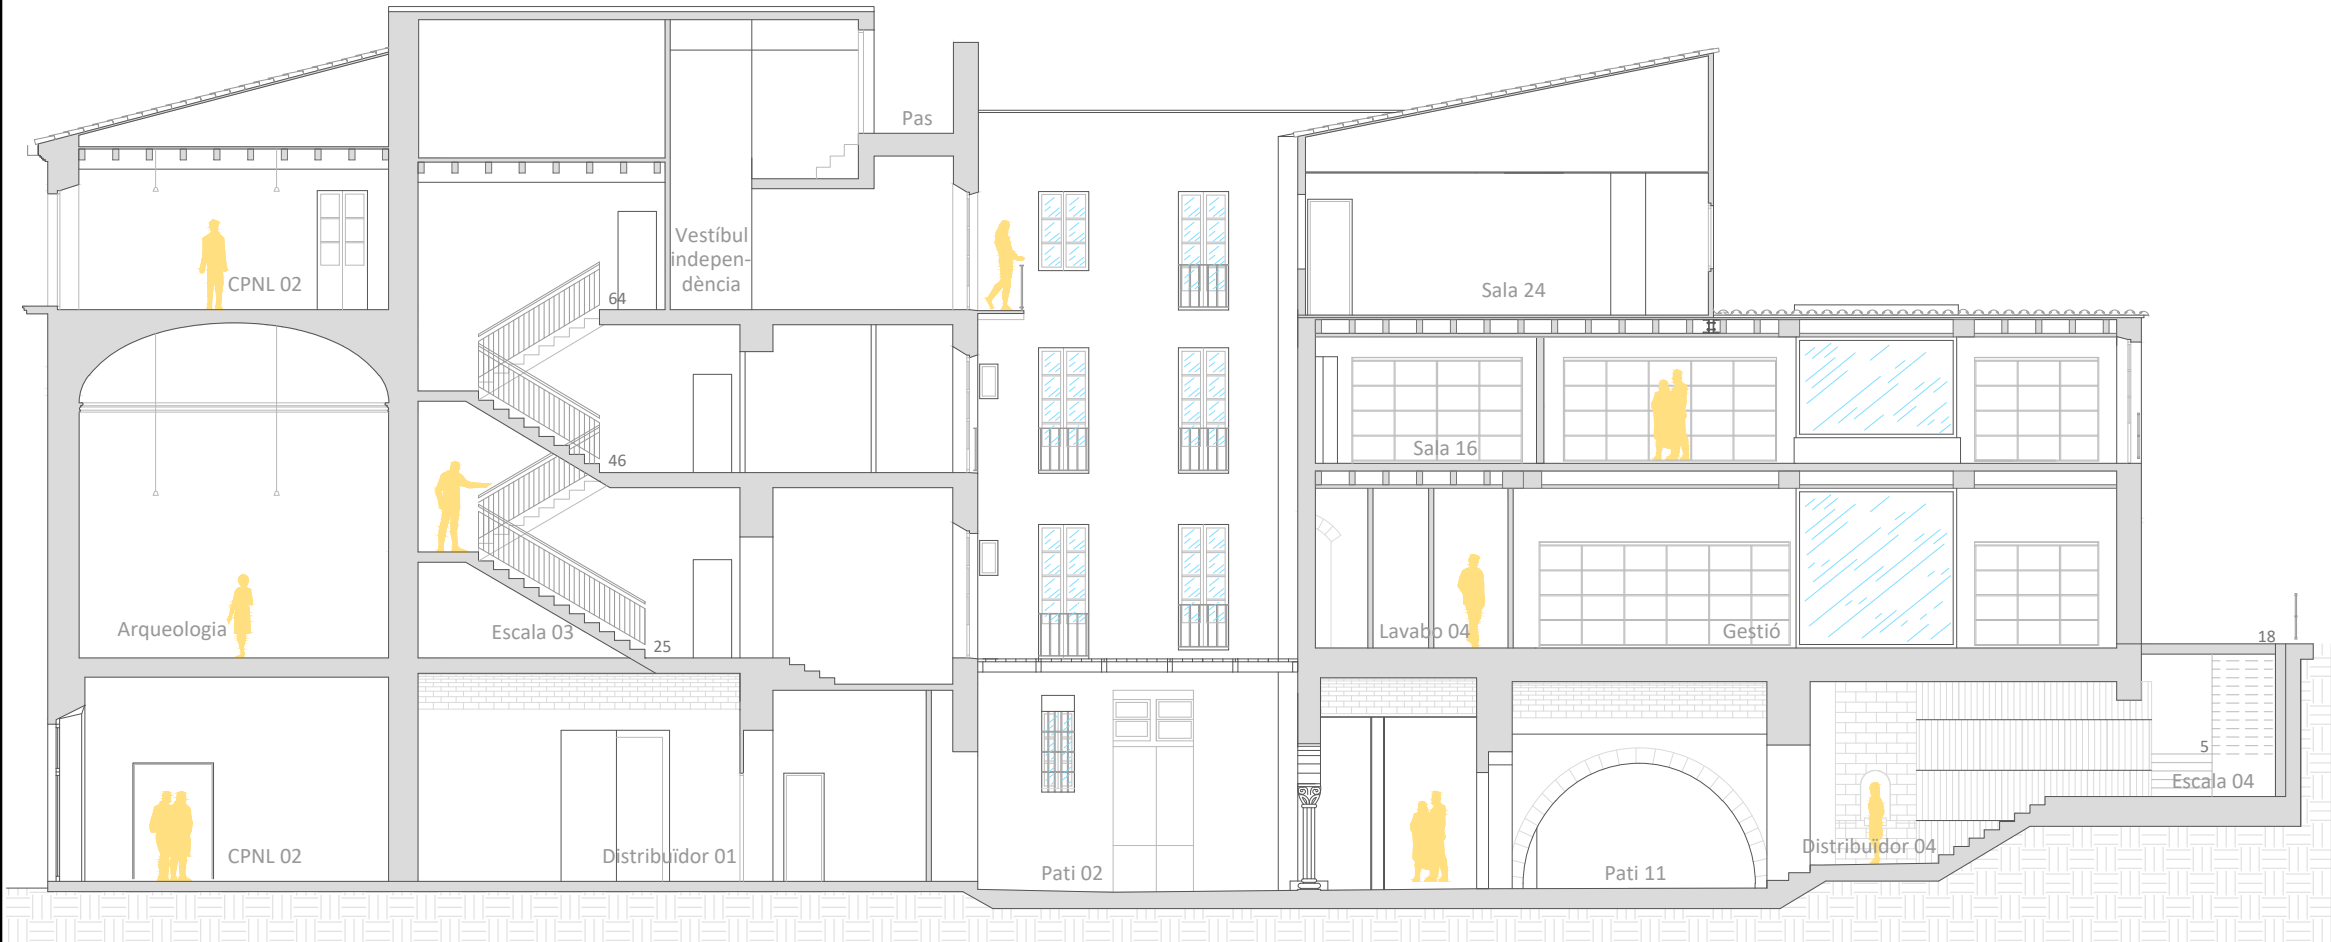 Pas
Vestíbul
indepen-
dència
CPNL 02
64
Sala 24
46
Sala 16
Arqueologia
Escala 03
25
Lavabo 04
Gestió
18
5
Escala 04
CPNL 02
Distribuïdor 01
Pati 02
Pati 11
Distribuïdor 04